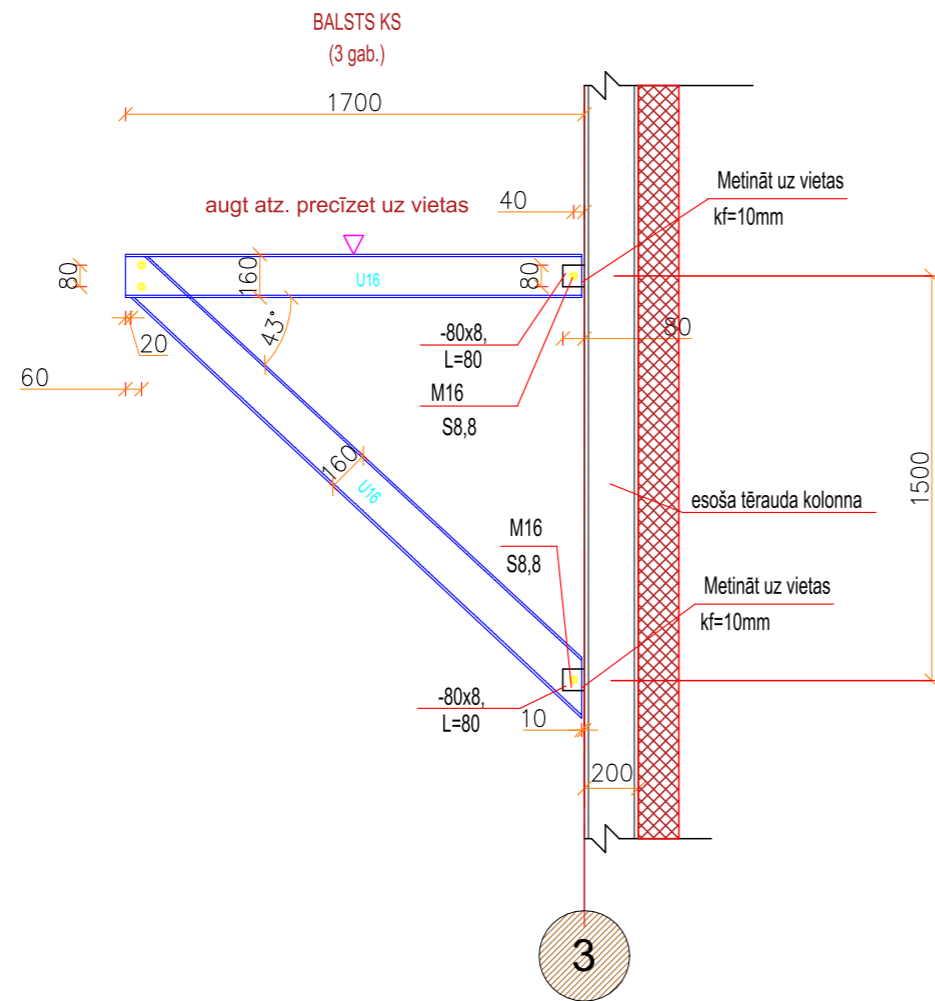 BALSTS KS
(3 gab.)
1700
augt atz. precīzet uz vietas
40
Metināt uz vietas
kf=10mm
80
160
U16
80
43°
20
60
-80x8,
L=80
M16
S8,8
80
160
U16
1500
esoša tērauda kolonna
M16
S8,8
Metināt uz vietas
kf=10mm
-80x8,
L=80
10
200
3